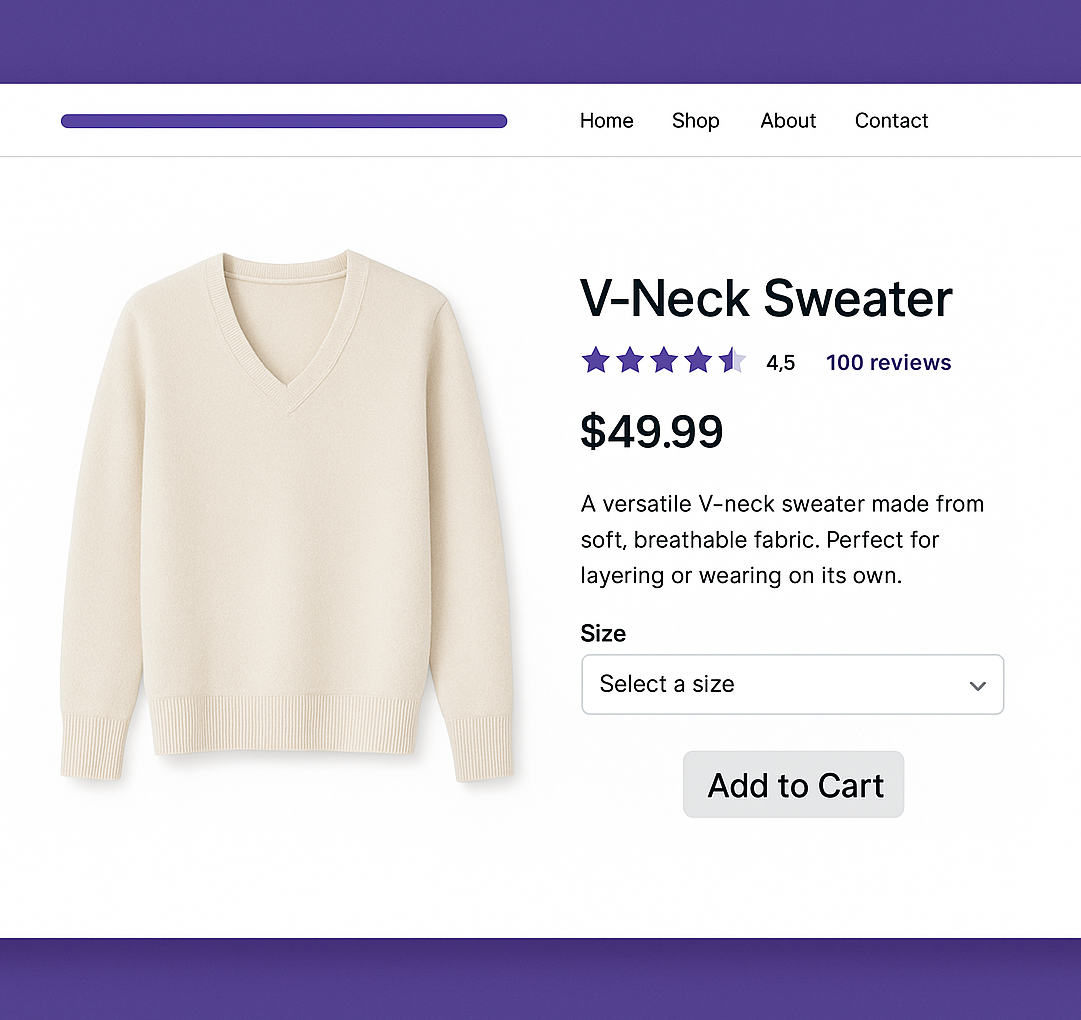 Home Shop About Contact
V-Neck Sweater
4,5 100 reviews
$49.99
A versatile V-neck sweater made from
soft, breathable fabric. Perfect for
layering or wearing on its own.
Size
Select a size
Add to Cart